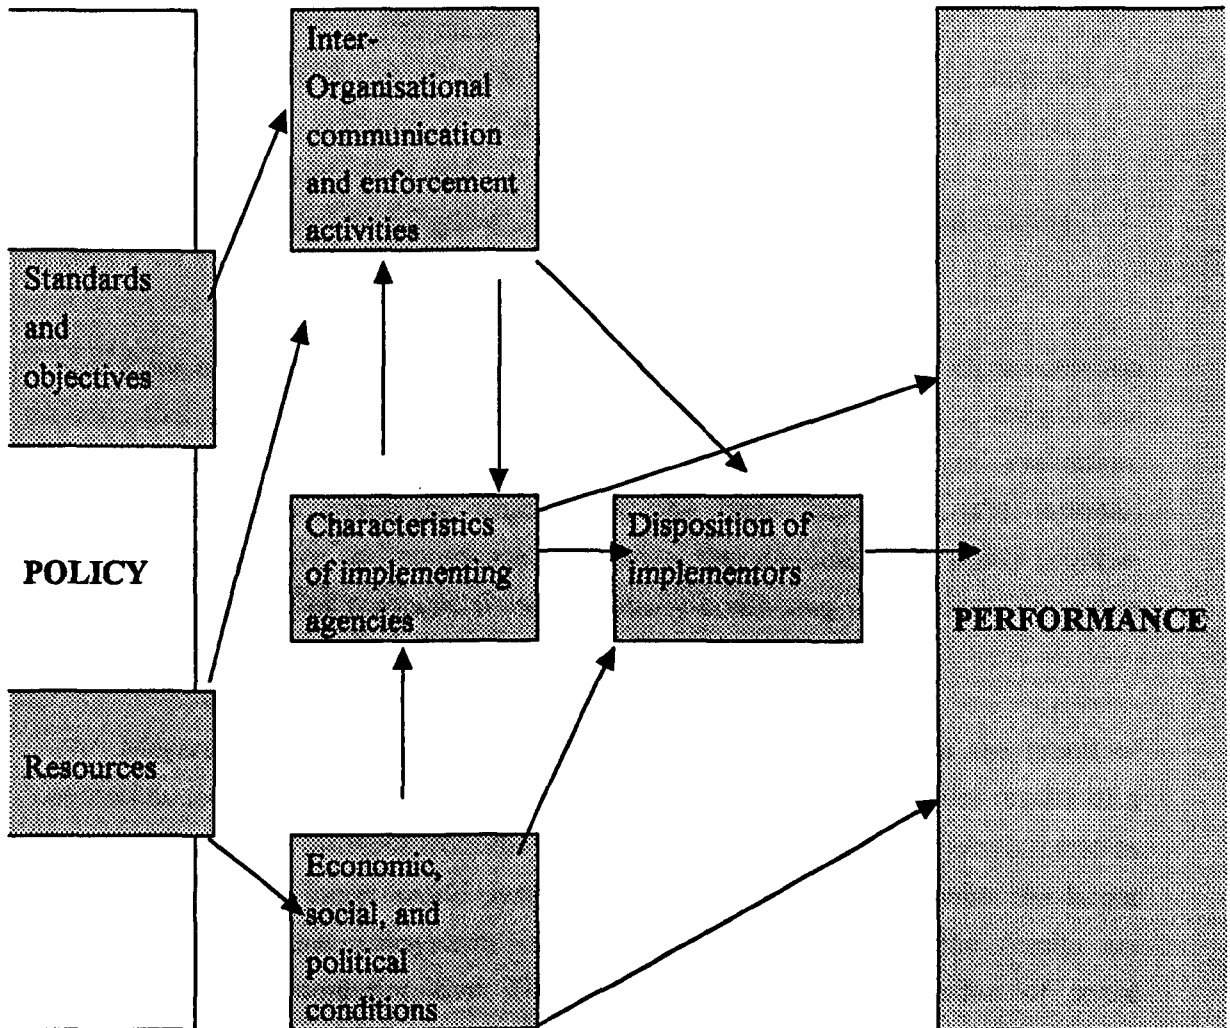 Inter-
Organisational
communication
and enforcement
activities
Standards
and
objectives
POLICY
Characteristics
of implementing
agencies
Disposition of
implementors
PERFORMANCE
Resources
Economic,
social, and
political
conditions